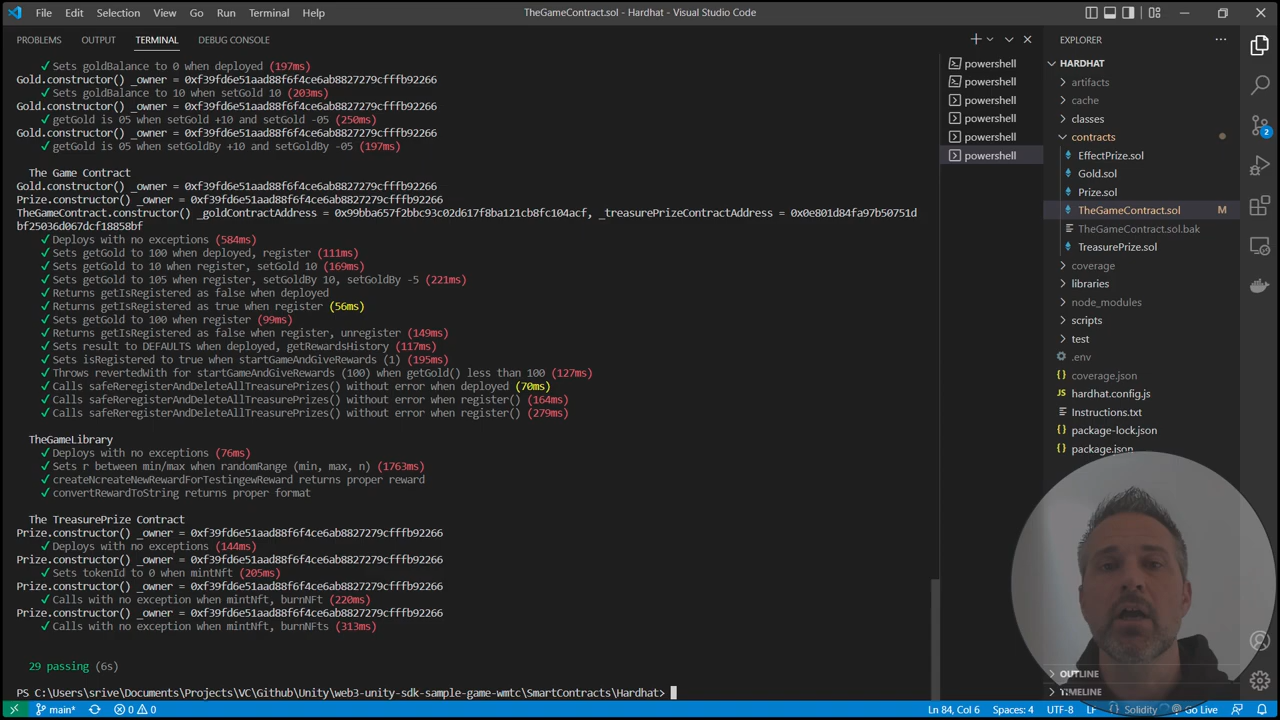 File Edit Selection View Go Run Terminal Help
TheGameContract.sol - Hardhat - Visual Studio Code
PROBLEMS OUTPUT TERMINAL DEBUG CONSOLE
✓ Sets goldBalance to 0 when deployed (197ms)
Gold.constructor() _owner = 0xf39fd6e51aad88f6f4ce6ab8827279cfffb92266
✓ Sets goldBalance to 10 when setGold 10 (203ms)
Gold.constructor() _owner = 0xf39fd6e51aad88f6f4ce6ab8827279cfffb92266
✓ getGold is 05 when setGold +10 and setGold -05 (250ms)
Gold.constructor() _owner = 0xf39fd6e51aad88f6f4ce6ab8827279cfffb92266
✓ getGold is 05 when setGoldBy +10 and setGoldBy -05 (197ms)
The Game Contract
Gold.constructor() _owner = 0xf39fd6e51aad88f6f4ce6ab8827279cfffb92266
Prize.constructor() _owner = 0xf39fd6e51aad88f6f4ce6ab8827279cfffb92266
TheGameContract.constructor() _goldContractAddress = 0x99bba657f2bbc93c02d617f8ba121cb8fc104acf, _treasurePrizeContractAddress = 0x0e801d84fa97b50751d
bf25036d067dcf18858bf
✓ Deploys with no exceptions (584ms)
✓ Sets getGold to 100 when deployed, register (111ms)
✓ Sets getGold to 10 when register, setGold 10 (169ms)
✓ Sets getGold to 105 when register, setGoldBy 10, setGoldBy -5 (221ms)
✓ Returns getIsRegistered as false when deployed
✓ Returns getIsRegistered as true when register (56ms)
✓ Sets getGold to 100 when register (99ms)
✓ Returns getIsRegistered as false when register, unregister (149ms)
✓ Sets result to DEFAULTS when deployed, getRewardsHistory (117ms)
✓ Sets isRegistered to true when startGameAndGiveRewards (1) (195ms)
✓ Throws revertedWith for startGameAndGiveRewards (100) when getGold() less than 100 (127ms)
✓ Calls safeReregisterAndDeleteAllTreasurePrizes() without error when deployed (70ms)
✓ Calls safeReregisterAndDeleteAllTreasurePrizes() without error when register() (164ms)
✓ Calls safeReregisterAndDeleteAllTreasurePrizes() without error when register() (279ms)
TheGameLibrary
✓ Deploys with no exceptions (76ms)
✓ Sets r between min/max when randomRange (min, max, n) (1763ms)
✓ createNcreateNewRewardForTestingewReward returns proper reward
✓ convertRewardToString returns proper format
The TreasurePrize Contract
Prize.constructor() _owner = 0xf39fd6e51aad88f6f4ce6ab8827279cfffb92266
✓ Deploys with no exceptions (144ms)
Prize.constructor() _owner = 0xf39fd6e51aad88f6f4ce6ab8827279cfffb92266
✓ Sets tokenId to 0 when mintNft (205ms)
Prize.constructor() _owner = 0xf39fd6e51aad88f6f4ce6ab8827279cfffb92266
✓ Calls with no exception when mintNft, burnNft (220ms)
Prize.constructor() _owner = 0xf39fd6e51aad88f6f4ce6ab8827279cfffb92266
✓ Calls with no exception when mintNft, burnNfts (313ms)
29 passing (6s)
PS C:\Users\srive\Documents\Projects\VC\Github\Unity\web3-unity-sdk-sample-game-wmtc\SmartContracts\Hardhat>
powershell
powershell
powershell
powershell
powershell
powershell
EXPLORER
HARDHAT
artifacts
cache
classes
contracts
EffectPrize.sol
Gold.sol
Prize.sol
TheGameContract.sol M
TheGameContract.sol.bak
TreasurePrize.sol
coverage
libraries
node_modules
scripts
test
.env
coverage.json
hardhat.config.js
Instructions.txt
package-lock.json
package.json
OUTLINE
TIMELINE
2
main* 0 0 Ln 84, Col 6 Spaces: 4 UTF-8 LF Solidity Go Live